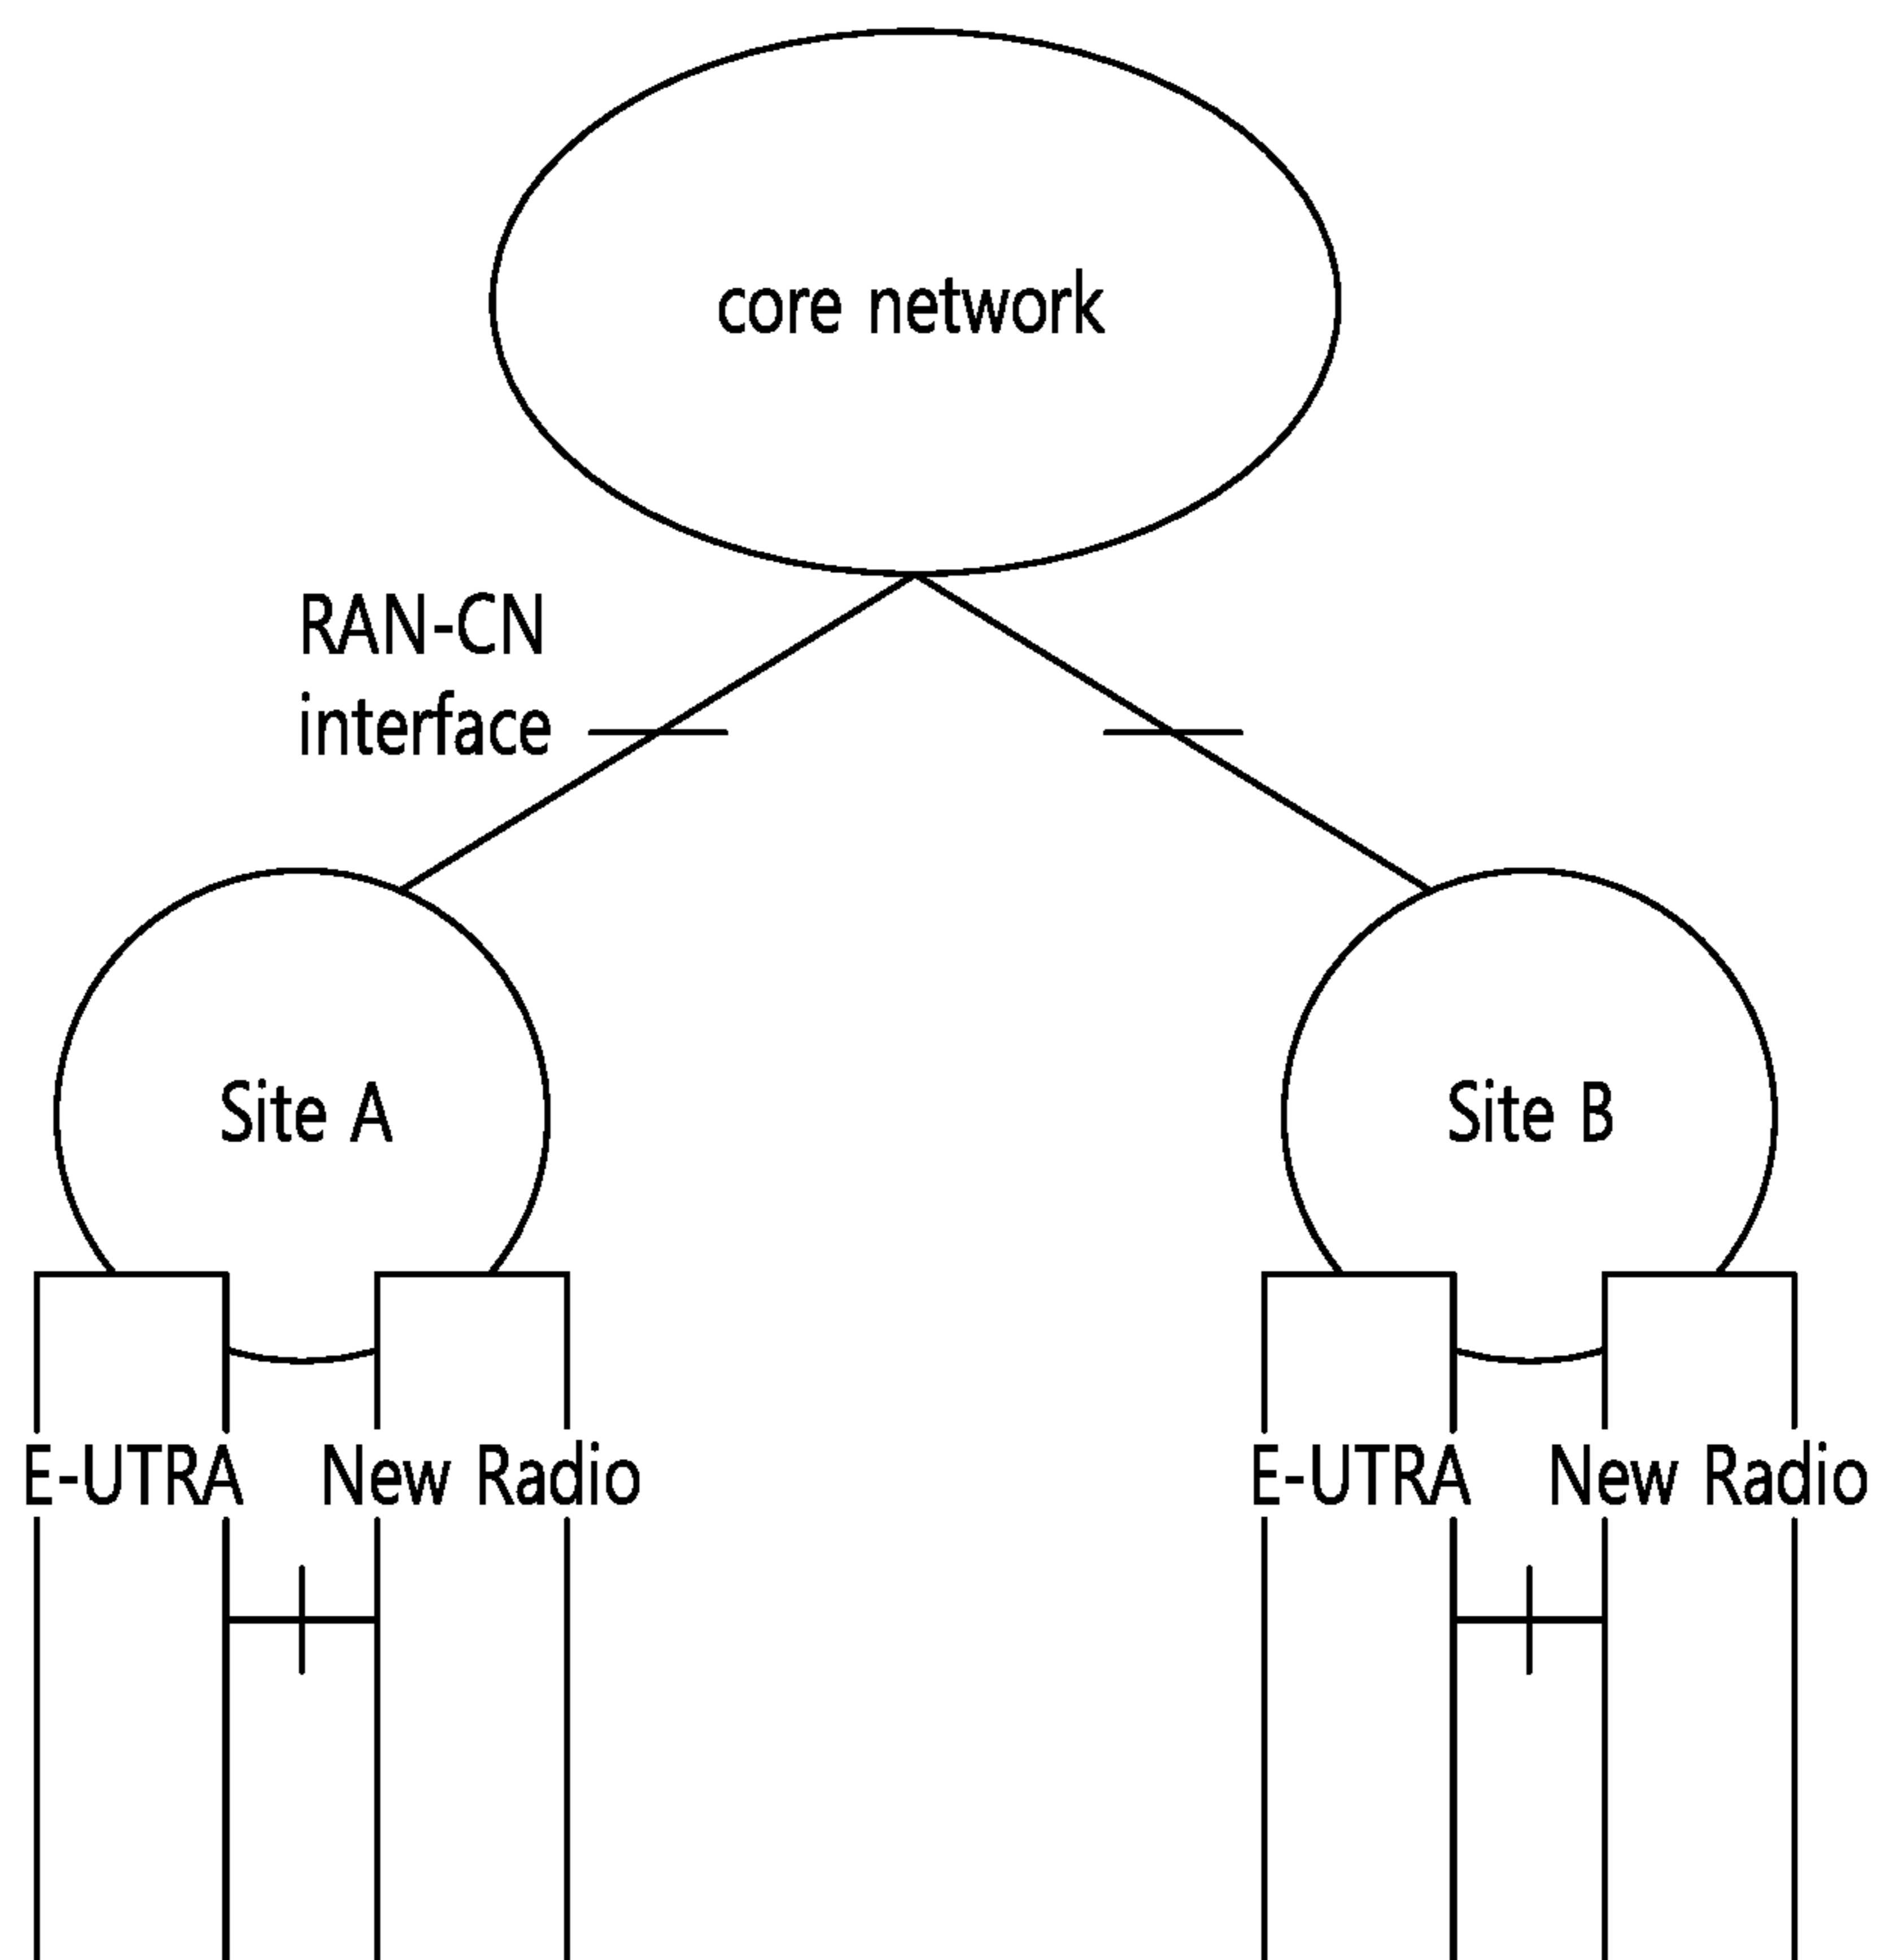 core network
RAN-CN
interface
Site A
Site B
E-UTRA
New Radio
E-UTRA
New Radio